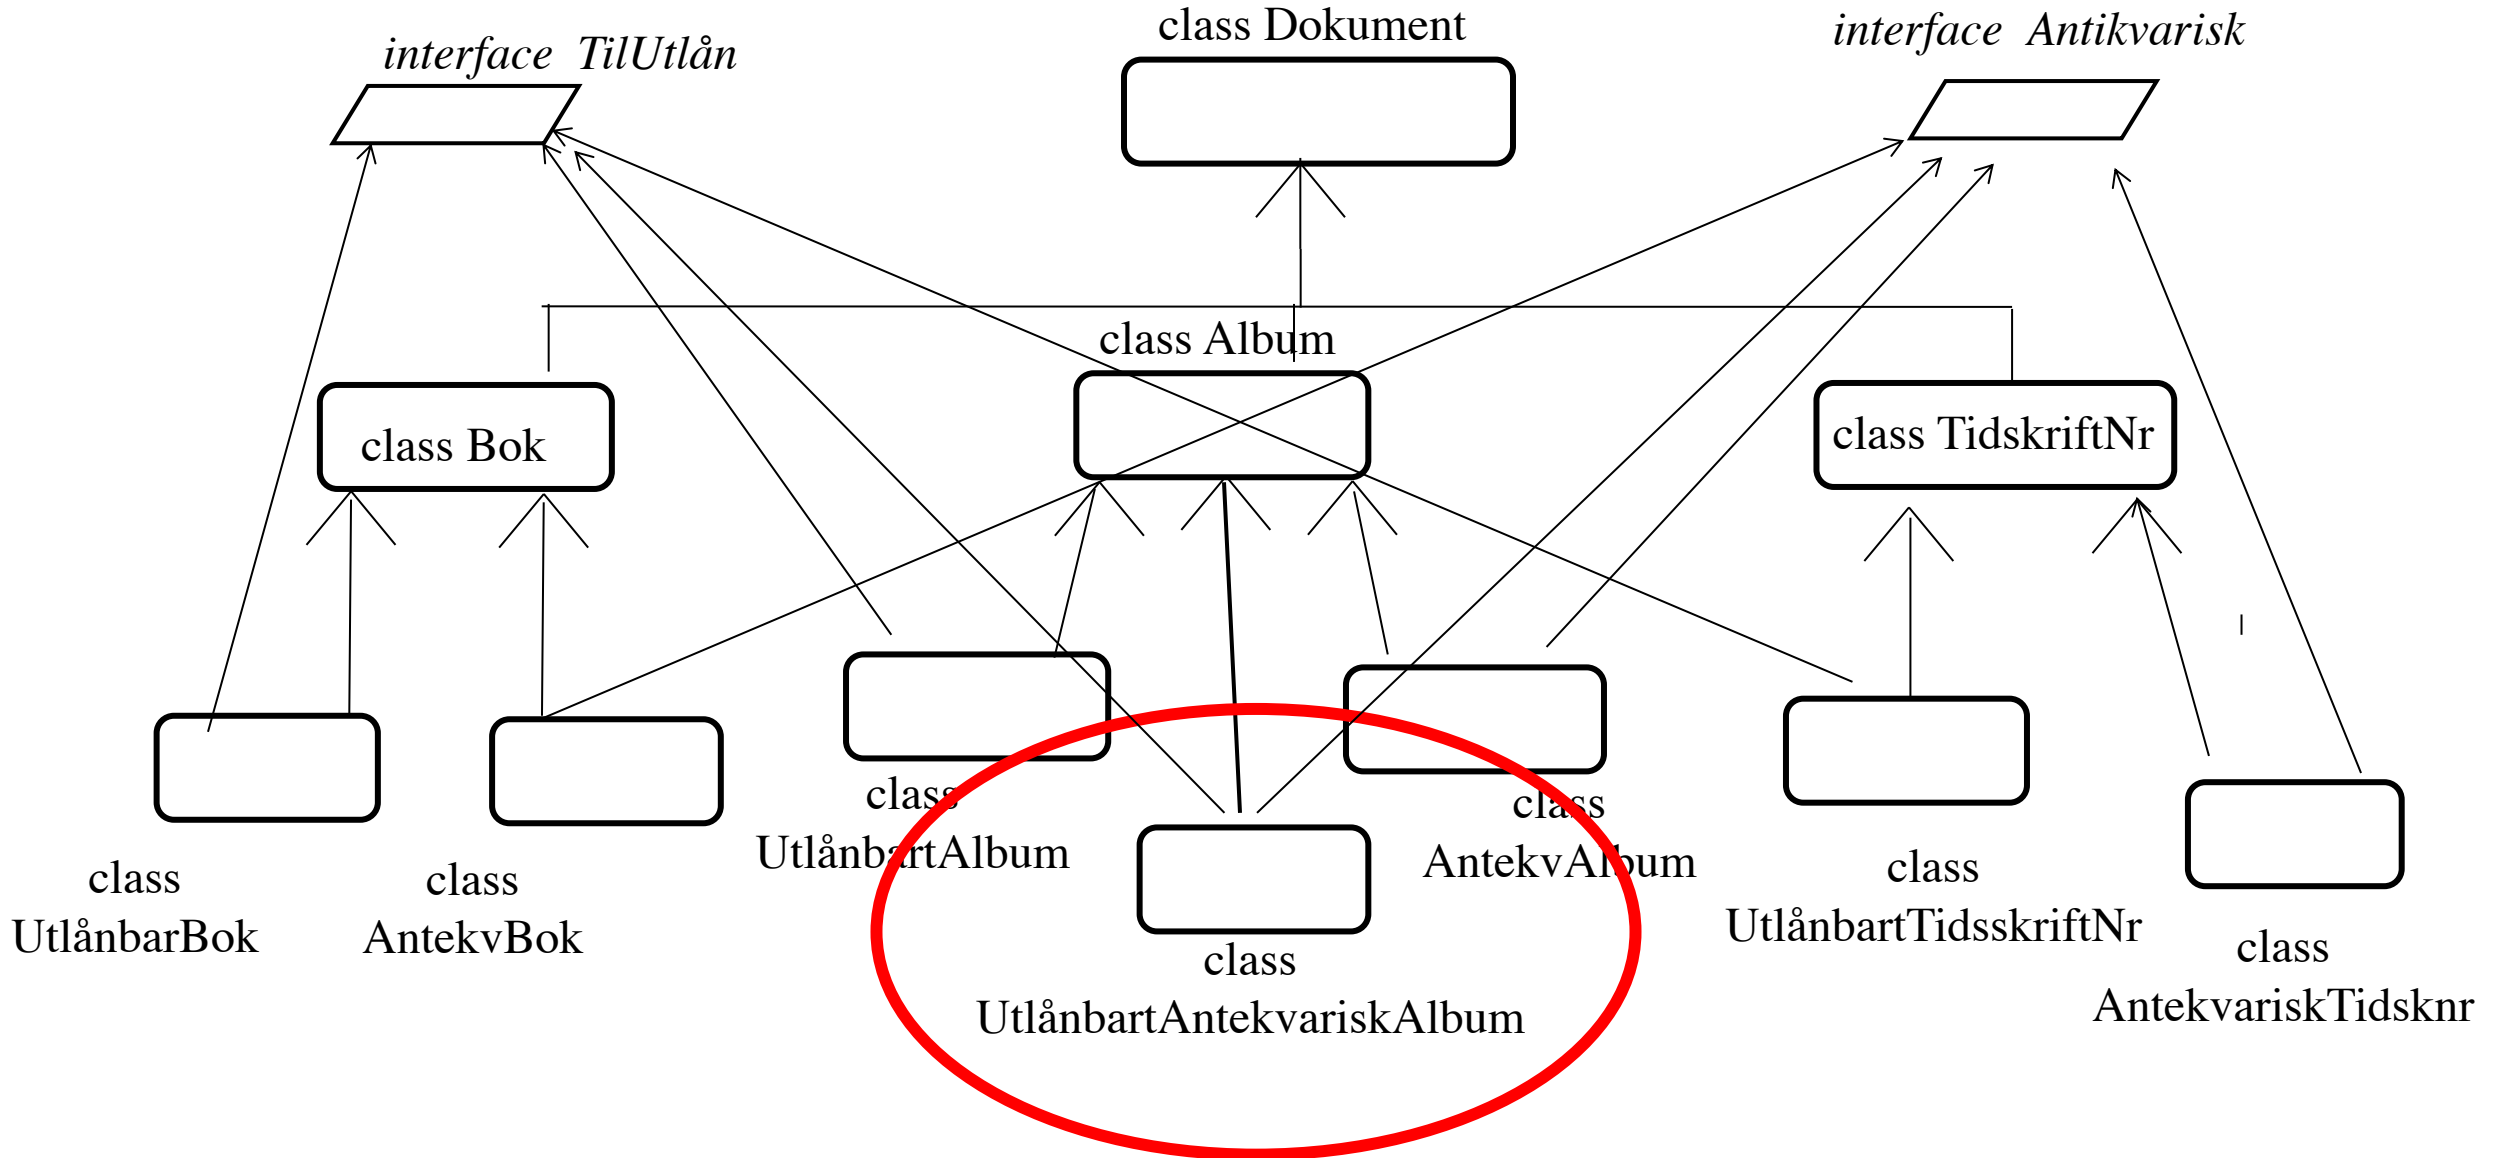 class Dokument
interface Antikvarisk
interface TilUtlån
class Album
class Bok
class TidskriftNr
class
UtlånbartAlbum
class
AntekvAlbum
class
UtlånbarBok
class
AntekvBok
class
UtlånbartTidsskriftNr
class
UtlånbartAntekvariskAlbum
class
AntekvariskTidsknr